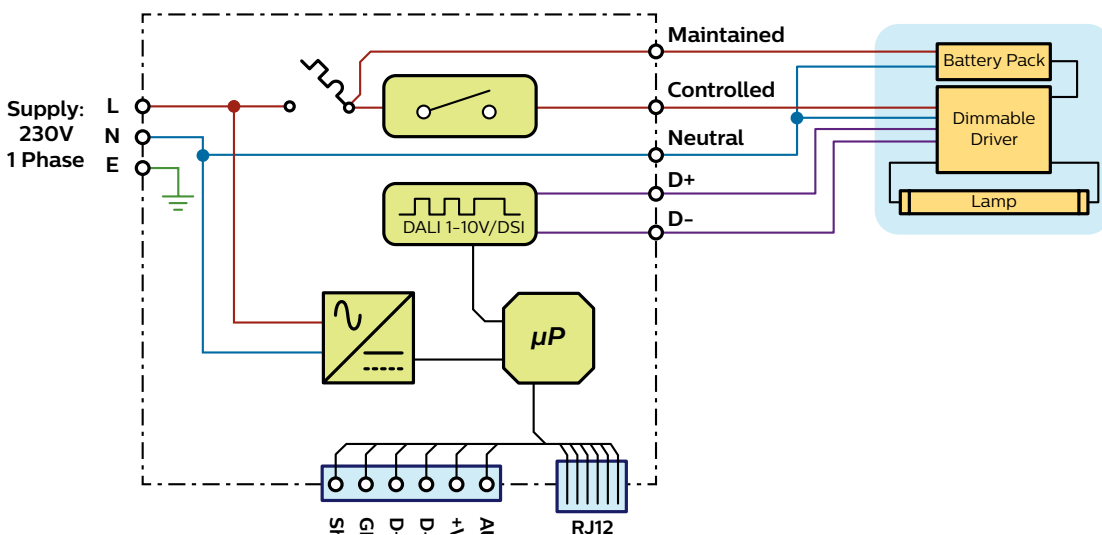 Maintained
Battery Pack
Controlled
Supply:
230V
1 Phase
L
N
E
Dimmable
Driver
Neutral
D+
Lamp
D-
DALI 1-10V/DSI
µP
RJ12